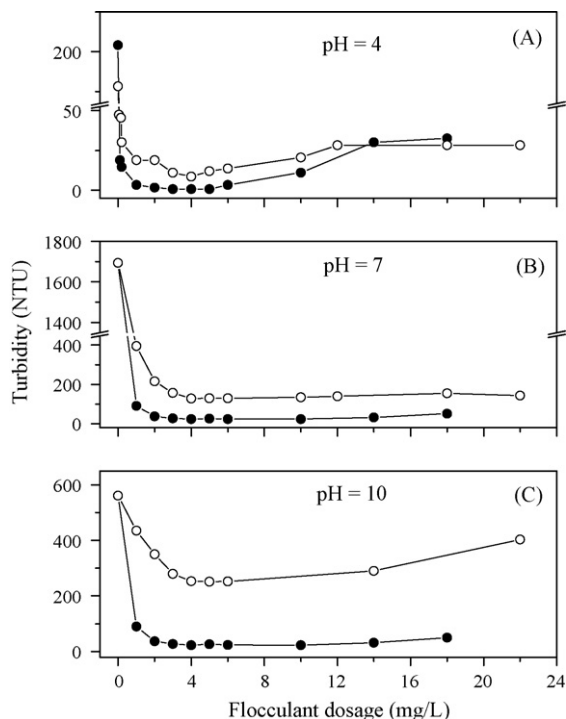 (A)
pH = 4
200
50
0
1800
(B)
pH = 7
1600
1400
400
200
0
Turbidity (NTU)
600
(C)
pH = 10
400
200
0
0 4 8 12 16 20 24
Flocculant dosage (mg/L)